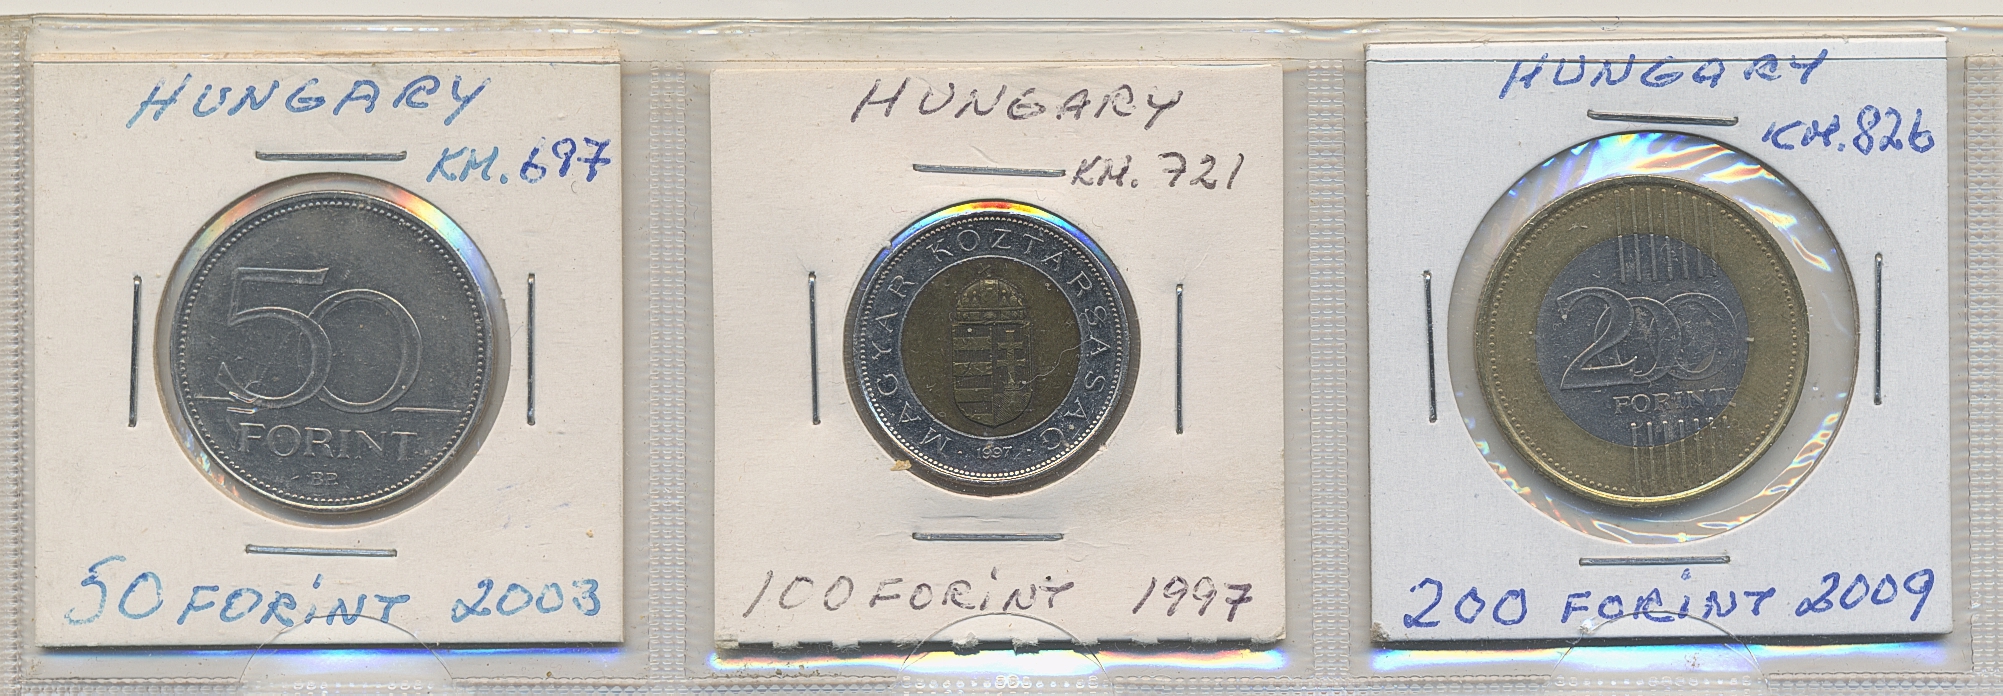 HUNGARY
KM. 697
50
FORINT
BP.
50 FORINT 2003
HUNGARY
KM. 721
MAGYAR KÖZTÁRSASÁG
1997
100 FORINT 1997
HUNGARY
KM. 826
200
FORINT
200 FORINT 2009